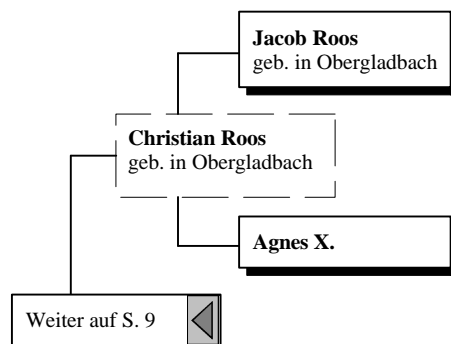 Jacob Roos
geb. in Obergladbach
Christian Roos
geb. in Obergladbach
Agnes X.
Weiter auf S. 9